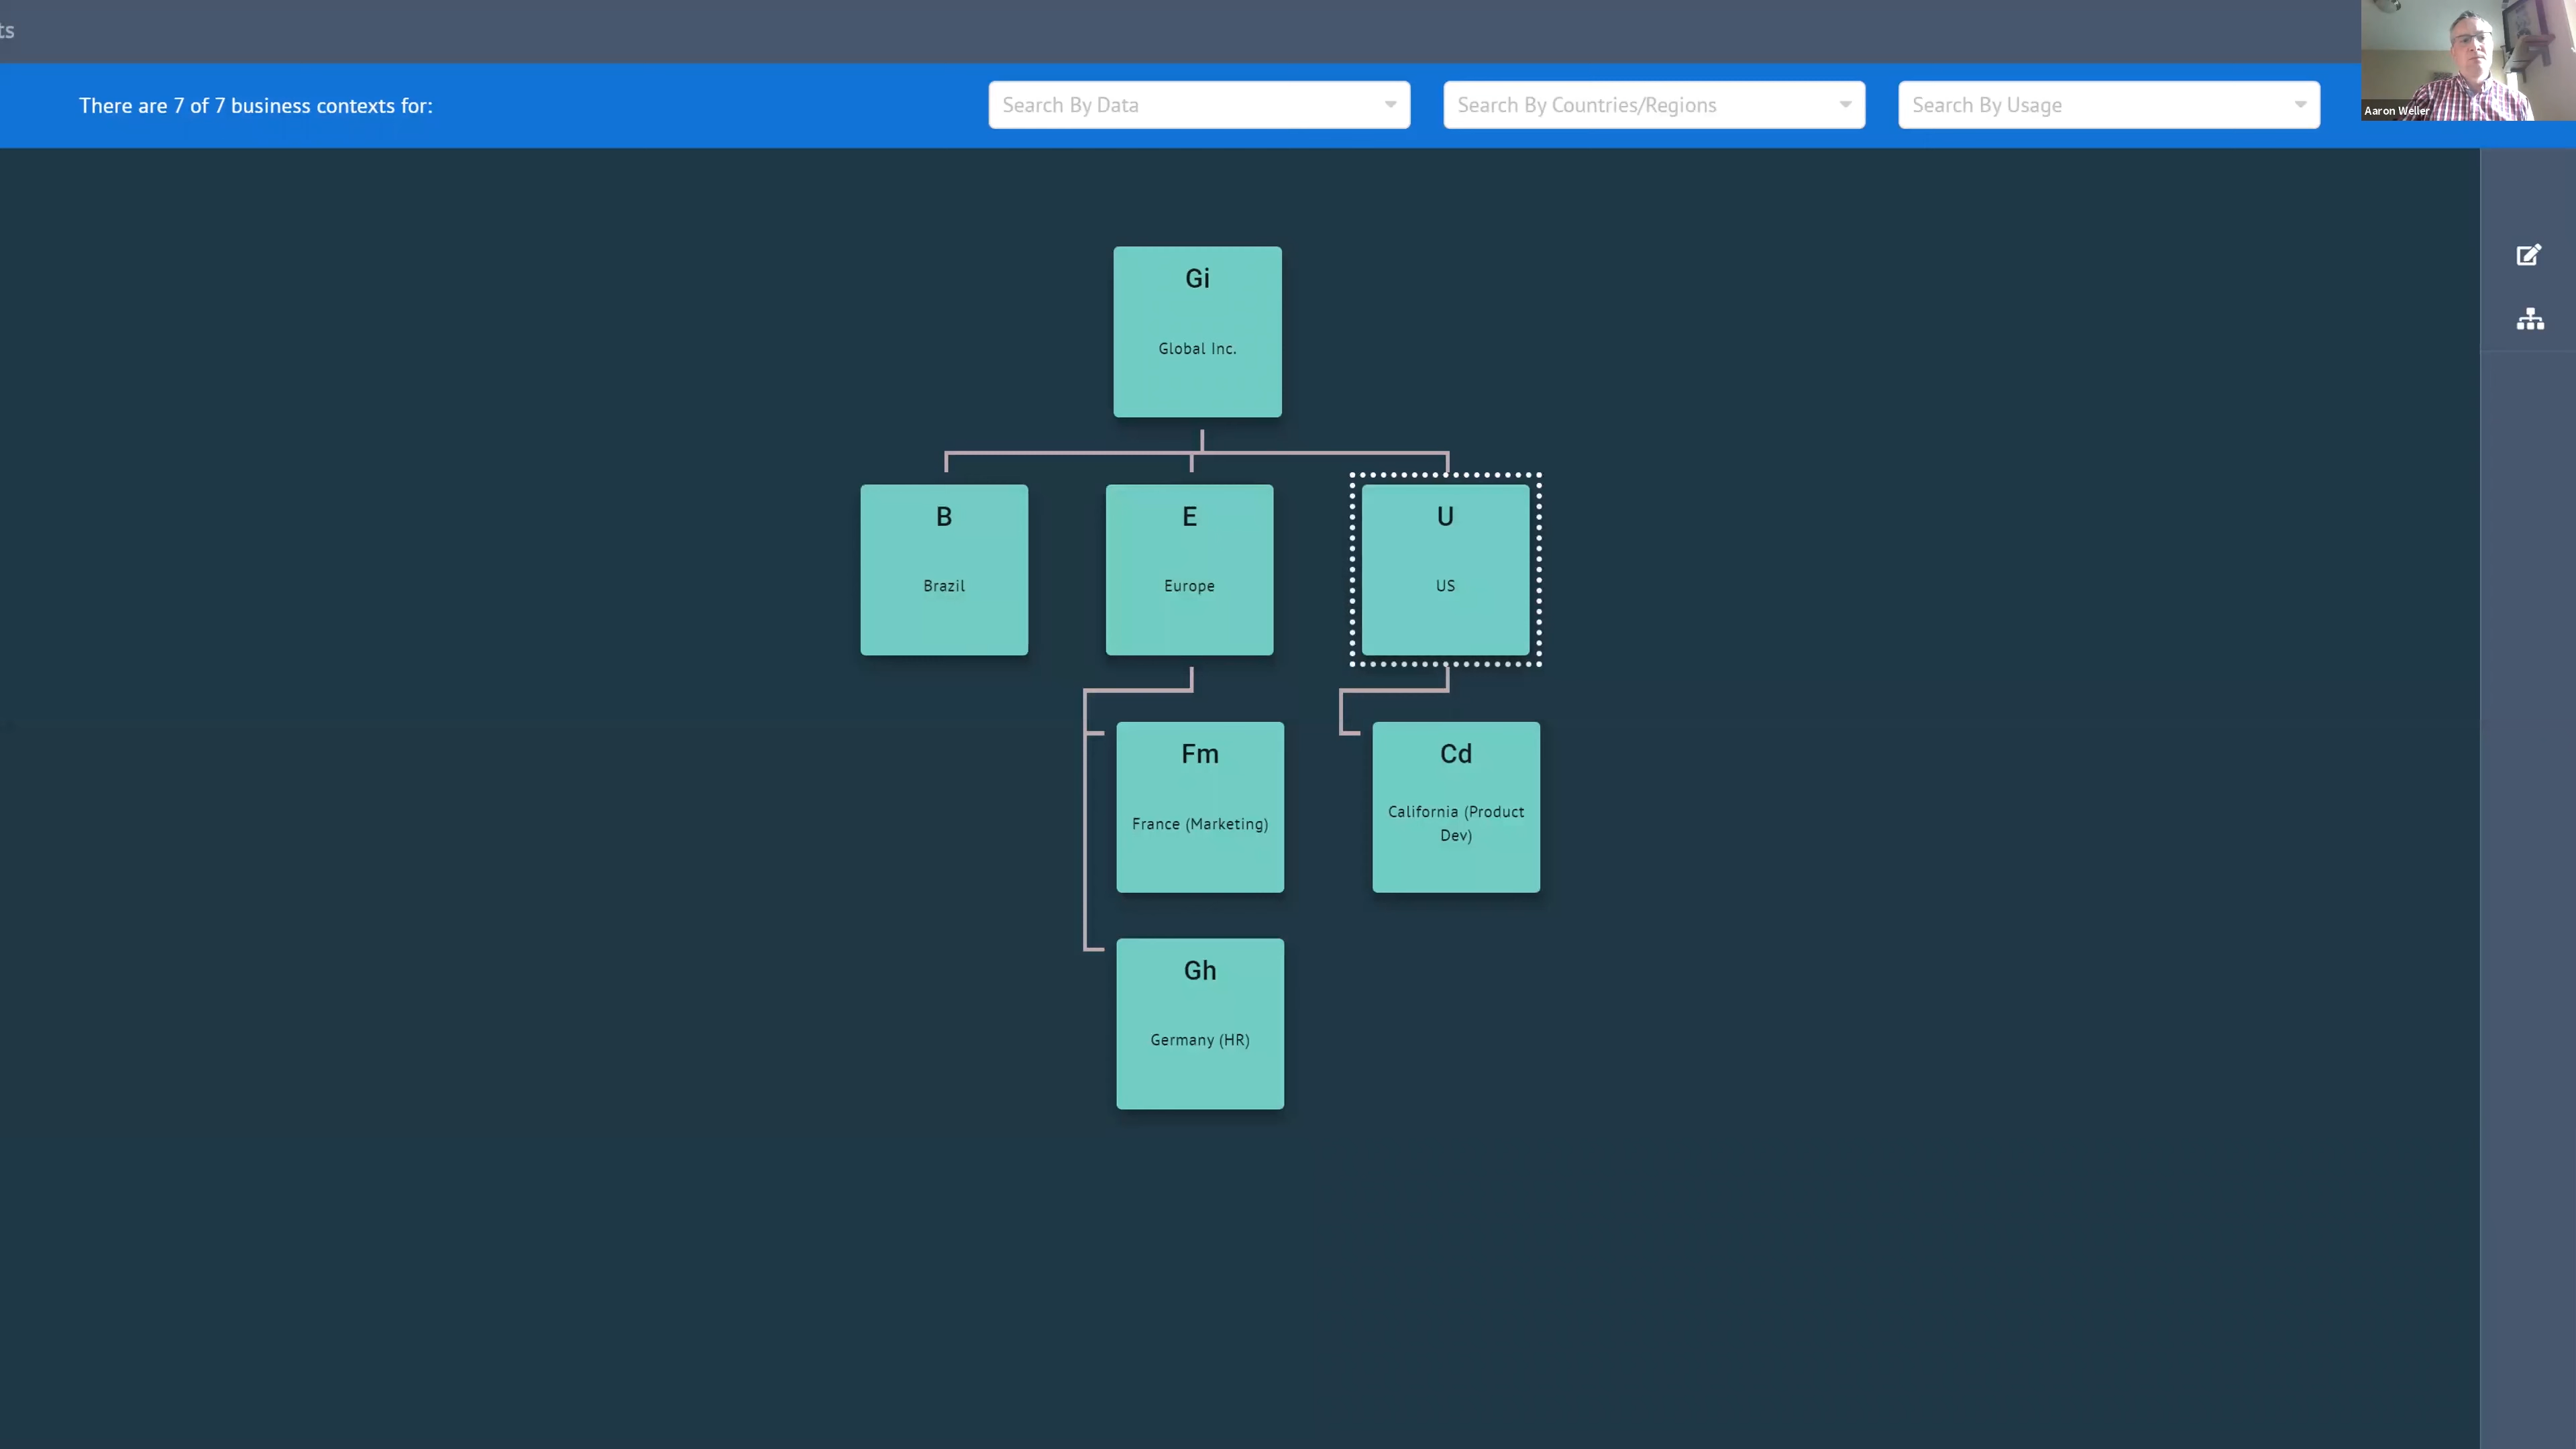 ts
There are 7 of 7 business contexts for:
Search By Data
Search By Countries/Regions
Search By Usage
Aaron Weller
Gi
Global Inc.
B
Brazil
E
Europe
U
US
Fm
France (Marketing)
Cd
California (Product
Dev)
Gh
Germany (HR)